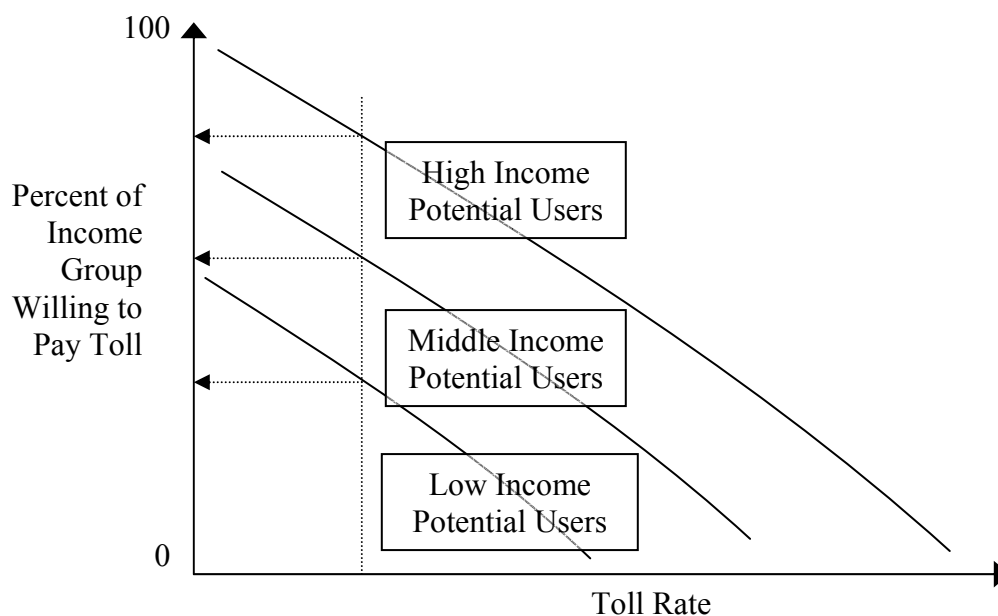 100
Percent of
Income
Group
Willing to
Pay Toll
High Income
Potential Users
Middle Income
Potential Users
Low Income
Potential Users
0
Toll Rate